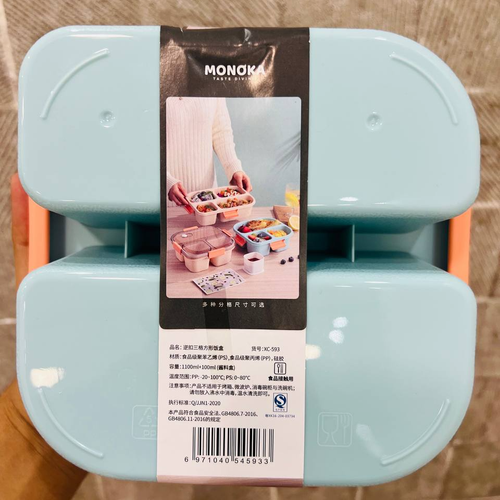 MONOKA
TASTE DIVINE
多种分格尺寸可选
品名: 逆扣三格方形饭盒 货号: XC-593
材质: 食品级聚苯乙烯 (PS), 食品级聚丙烯 (PP), 硅胶
容量: 1100ml+100ml (酱料盒)
温度范围: PP: -20~100℃; PS: 0~80℃
食品接触用
注意事项: 产品不适用于烤箱, 微波炉, 消毒碗柜与洗碗机;
请勿放入沸水中消毒, 温水清洗即可。
执行标准: Q/JJN1-2020
本产品符合食品安全法, GB4806.7-2016,
GB4806.11-2016的规定
6 971040 545933